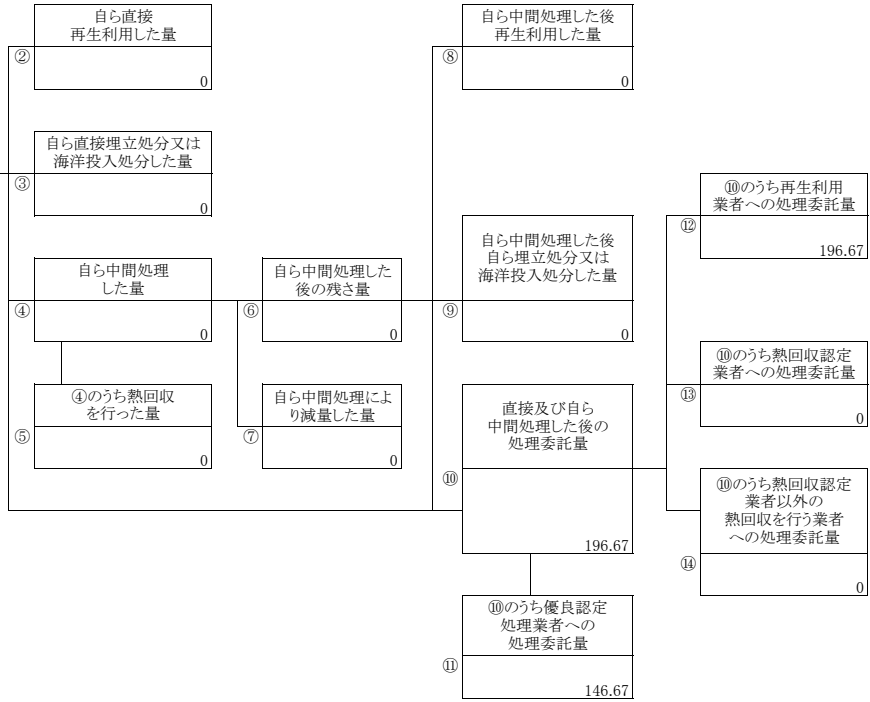 自ら直接
再生利用した量
②
0
自ら直接埋立処分又は
海洋投入処分した量
③
0
自ら中間処理
した量
④
0
④のうち熱回収
を行った量
⑤
0
自ら中間処理した
後の残さ量
⑥
0
自ら中間処理によ
り減量した量
⑦
0
自ら中間処理した後
再生利用した量
⑧
0
自ら中間処理した後
自ら埋立処分又は
海洋投入処分した量
⑨
0
直接及び自ら
中間処理した後の
処理委託量
⑩
196.67
⑩のうち優良認定
処理業者への
処理委託量
⑪
146.67
⑩のうち再生利用
業者への処理委託量
⑫
196.67
⑩のうち熱回収認定
業者への処理委託量
⑬
0
⑩のうち熱回収認定
業者以外の
熱回収を行う業者
への処理委託量
⑭
0